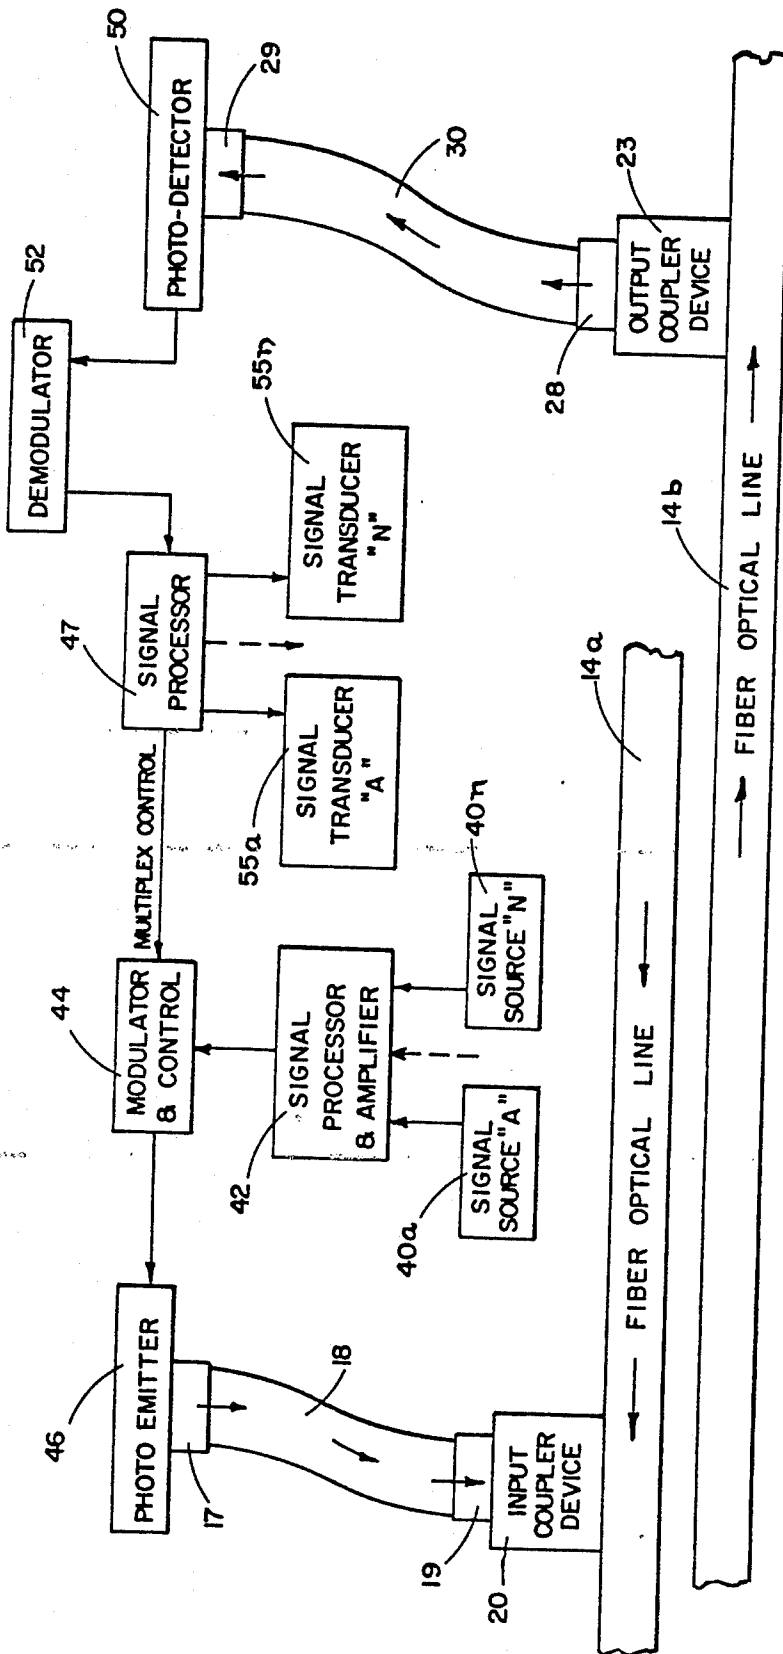 50
PHOTO-DETECTOR
29
30
52
DEMODULATOR
28
23
OUTPUT
COUPLER
DEVICE
47
SIGNAL
PROCESSOR
55n
SIGNAL
TRANSDUCER
"N"
55a
SIGNAL
TRANSDUCER
"A"
MULTIPLEX CONTROL
44
MODULATOR
& CONTROL
42
SIGNAL
PROCESSOR
& AMPLIFIER
40n
SIGNAL
SOURCE "N"
40a
SIGNAL
SOURCE "A"
46
PHOTO EMITTER
17
18
19
20
INPUT
COUPLER
DEVICE
14a
FIBER OPTICAL LINE
14b
FIBER OPTICAL LINE